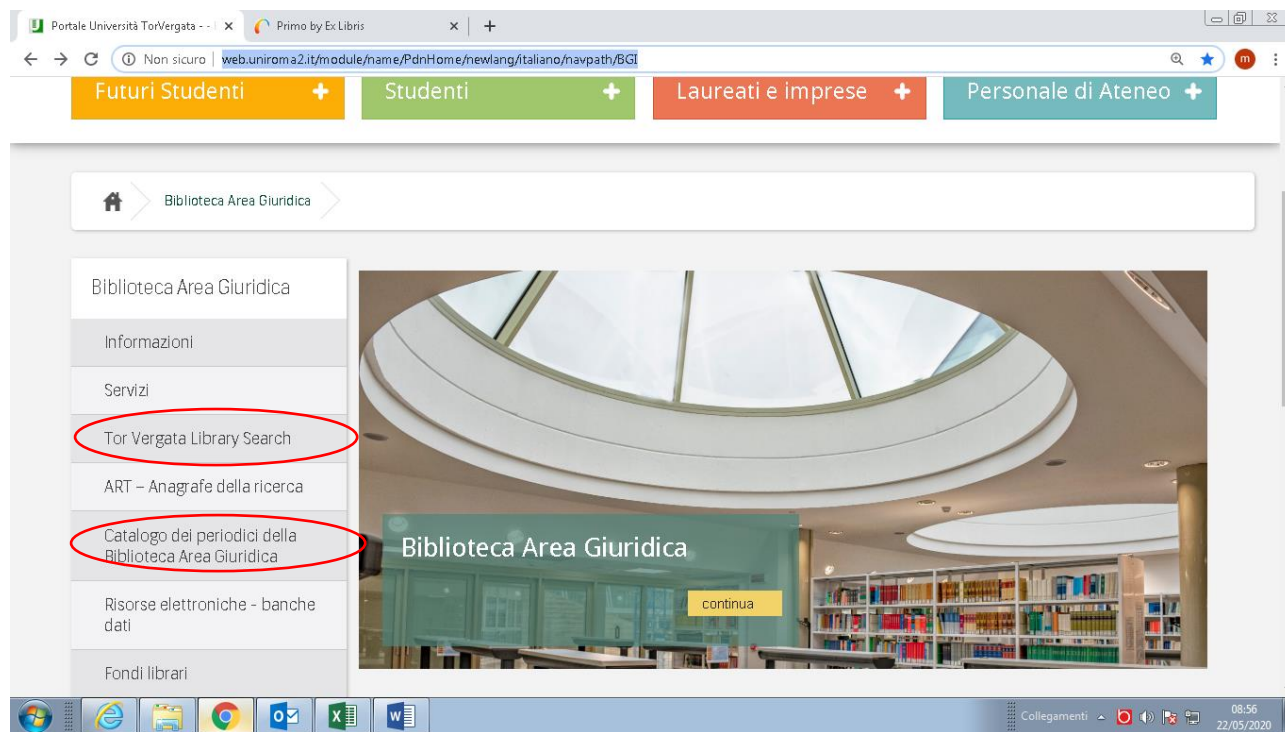 Portale Università TorVergata - -
Primo by Ex Libris
Non sicuro
web.uniroma2.it/module/name/PdnHome/newlang/italiano/navpath/BGI
m
Futuri Studenti +
Studenti +
Laureati e imprese +
Personale di Ateneo +
Biblioteca Area Giuridica
Biblioteca Area Giuridica
Informazioni
Servizi
Tor Vergata Library Search
ART – Anagrafe della ricerca
Catalogo dei periodici della
Biblioteca Area Giuridica
Risorse elettroniche - banche
dati
Fondi librari
Biblioteca Area Giuridica
continua
Collegamenti
08:56
22/05/2020